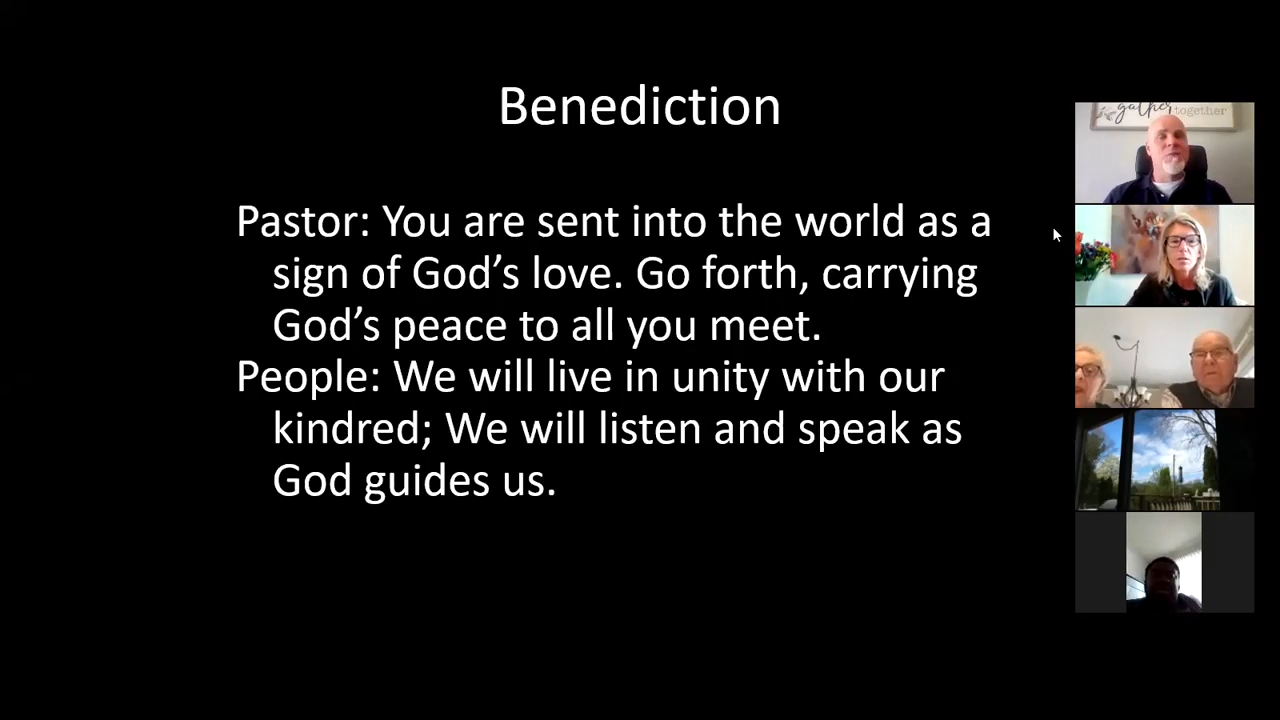 Benediction
Pastor: You are sent into the world as a
sign of God’s love. Go forth, carrying
God’s peace to all you meet.
People: We will live in unity with our
kindred; We will listen and speak as
God guides us.
gather together